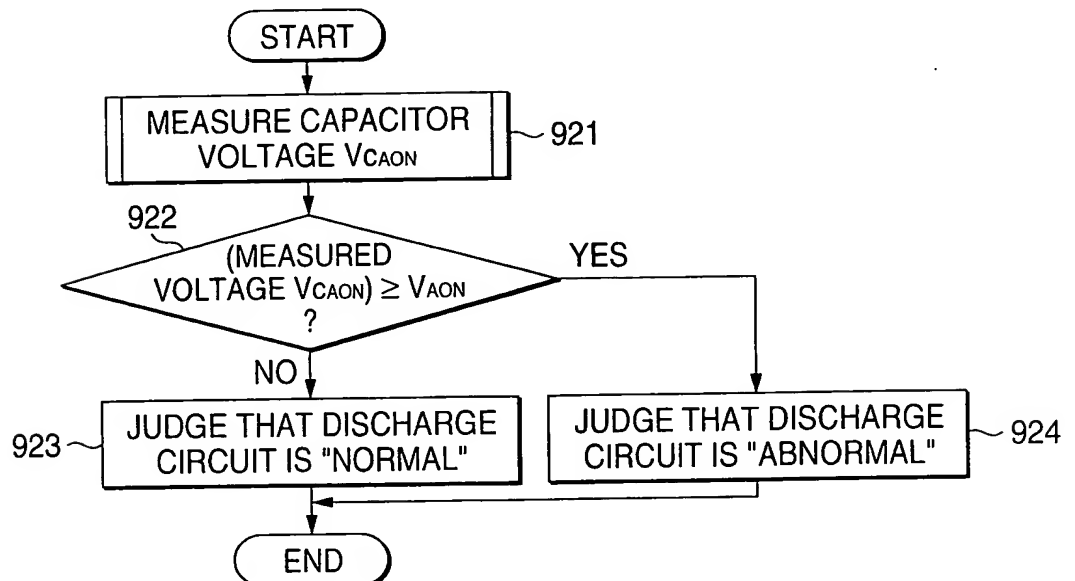 START
MEASURE CAPACITOR
VOLTAGE VCAON
921
922
(MEASURED
VOLTAGE VCAON) ≥ VAON
?
YES
NO
JUDGE THAT DISCHARGE
CIRCUIT IS "NORMAL"
923
JUDGE THAT DISCHARGE
CIRCUIT IS "ABNORMAL"
924
END